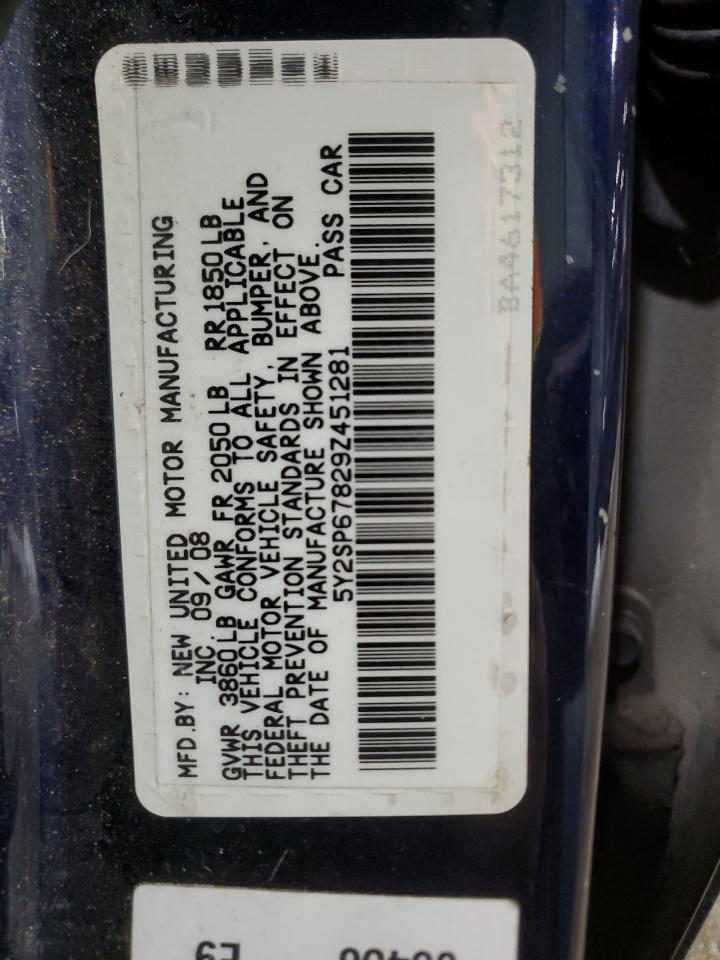 MFD.BY: NEW UNITED MOTOR MANUFACTURING
INC. 09/08
GVWR 3860LB GAWR FR 2050LB RR1850LB
THIS VEHICLE CONFORMS TO ALL APPLICABLE
FEDERAL MOTOR VEHICLE SAFETY, BUMPER, AND
THEFT PREVENTION STANDARDS IN EFFECT ON
THE DATE OF MANUFACTURE SHOWN ABOVE.
5Y2SP67829Z451281 PASS CAR
BA4617312